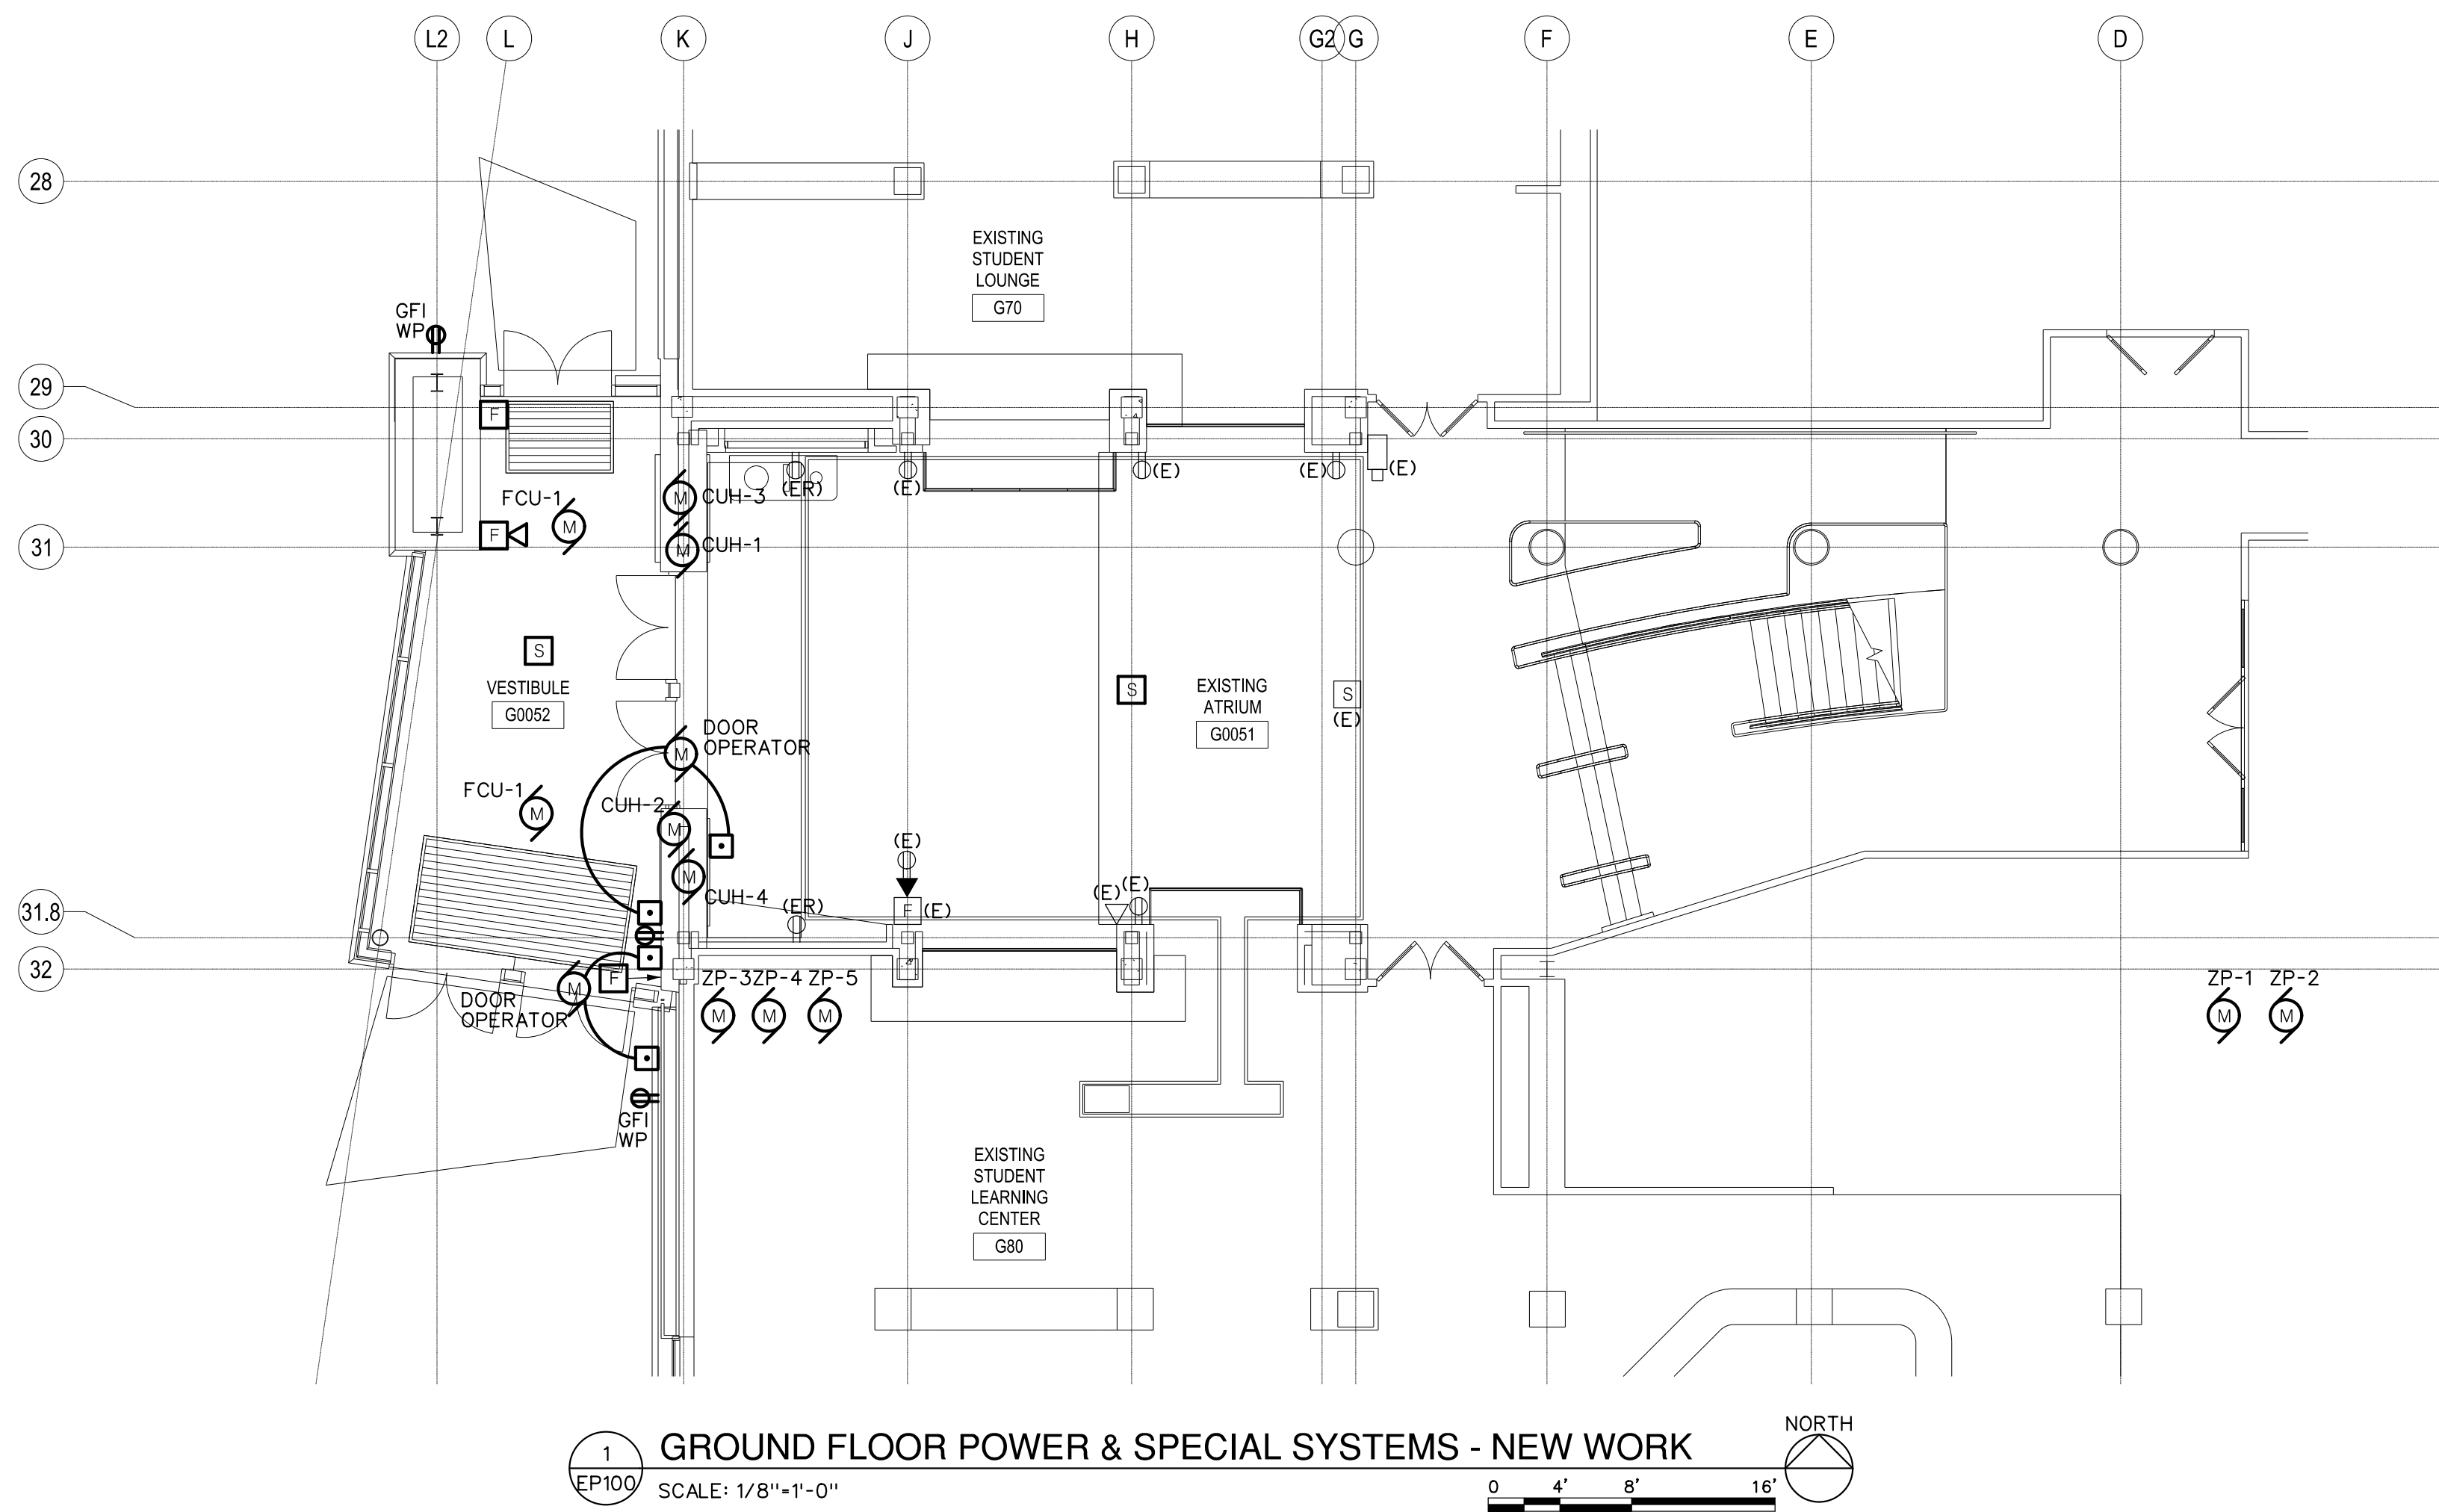 L2 L K J H G2 G F E D
28
EXISTING
STUDENT
LOUNGE
G70
GFI
WP
29
F
30
(E) (E) (E)
(ER) (E)
FCU-1 M
M CUH-3
31
F
M CUH-1
S
VESTIBULE
G0052
S
EXISTING
ATRIUM
G0051
S
(E)
DOOR
OPERATOR
M
FCU-1
M
CUH-2
M
(E)
M
CUH-4
(ER)
F (E)
(E) (E)
31.8
32
F
M
DOOR
OPERATOR
ZP-3 ZP-4 ZP-5
M M M
ZP-1 ZP-2
M M
GFI
WP
EXISTING
STUDENT
LEARNING
CENTER
G80
1
EP100
GROUND FLOOR POWER & SPECIAL SYSTEMS - NEW WORK
SCALE: 1/8"=1'-0"
0 4' 8' 16'
NORTH